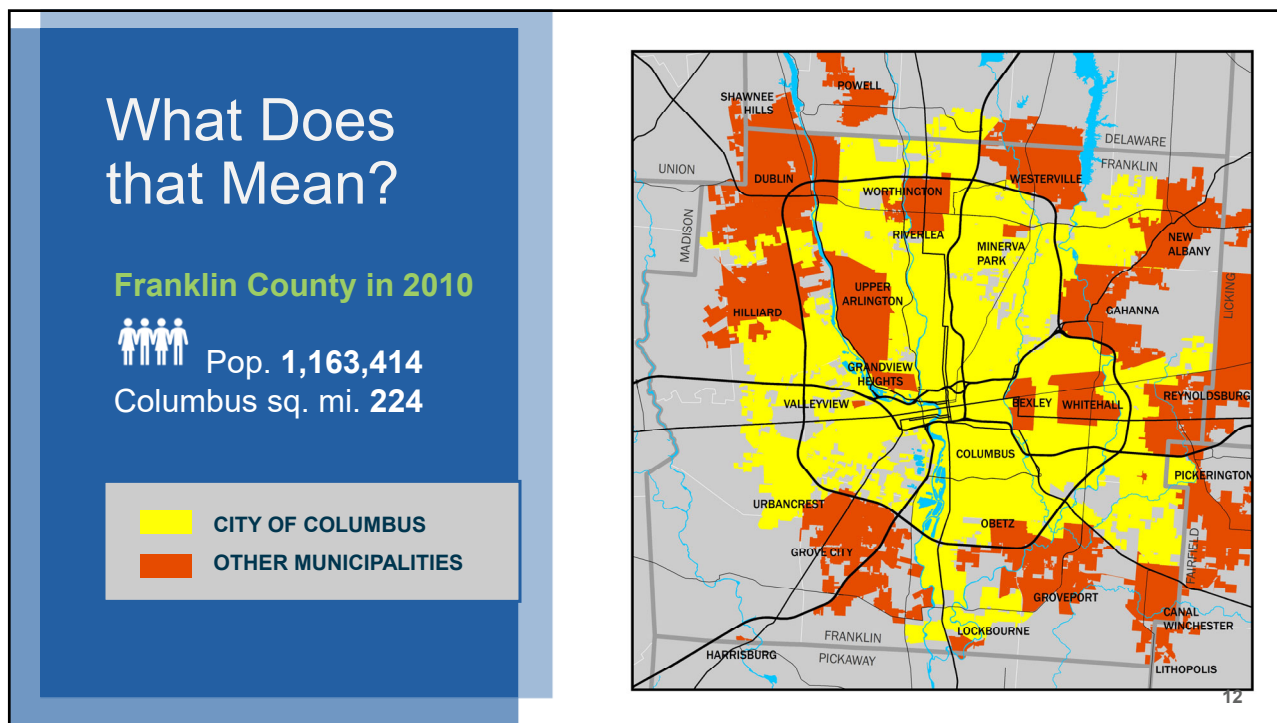 What Does
that Mean?
Franklin County in 2010
Pop. 1,163,414
Columbus sq. mi. 224
CITY OF COLUMBUS
OTHER MUNICIPALITIES
POWELL
SHAWNEE
HILLS
DELAWARE
FRANKLIN
UNION
DUBLIN
WORTHINGTON
WESTERVILLE
MADISON
RIVERLEA
MINERVA
PARK
NEW
ALBANY
UPPER
ARLINGTON
LICKING
HILLIARD
GAHANNA
GRANDVIEW
HEIGHTS
VALLEYVIEW
BEXLEY
WHITEHALL
REYNOLDSBURG
COLUMBUS
PICKERINGTON
URBANCREST
OBETZ
GROVE CITY
FAIRFIELD
GROVEPORT
CANAL
WINCHESTER
LOCKBOURNE
FRANKLIN
PICKAWAY
HARRISBURG
LITHOPOLIS
12